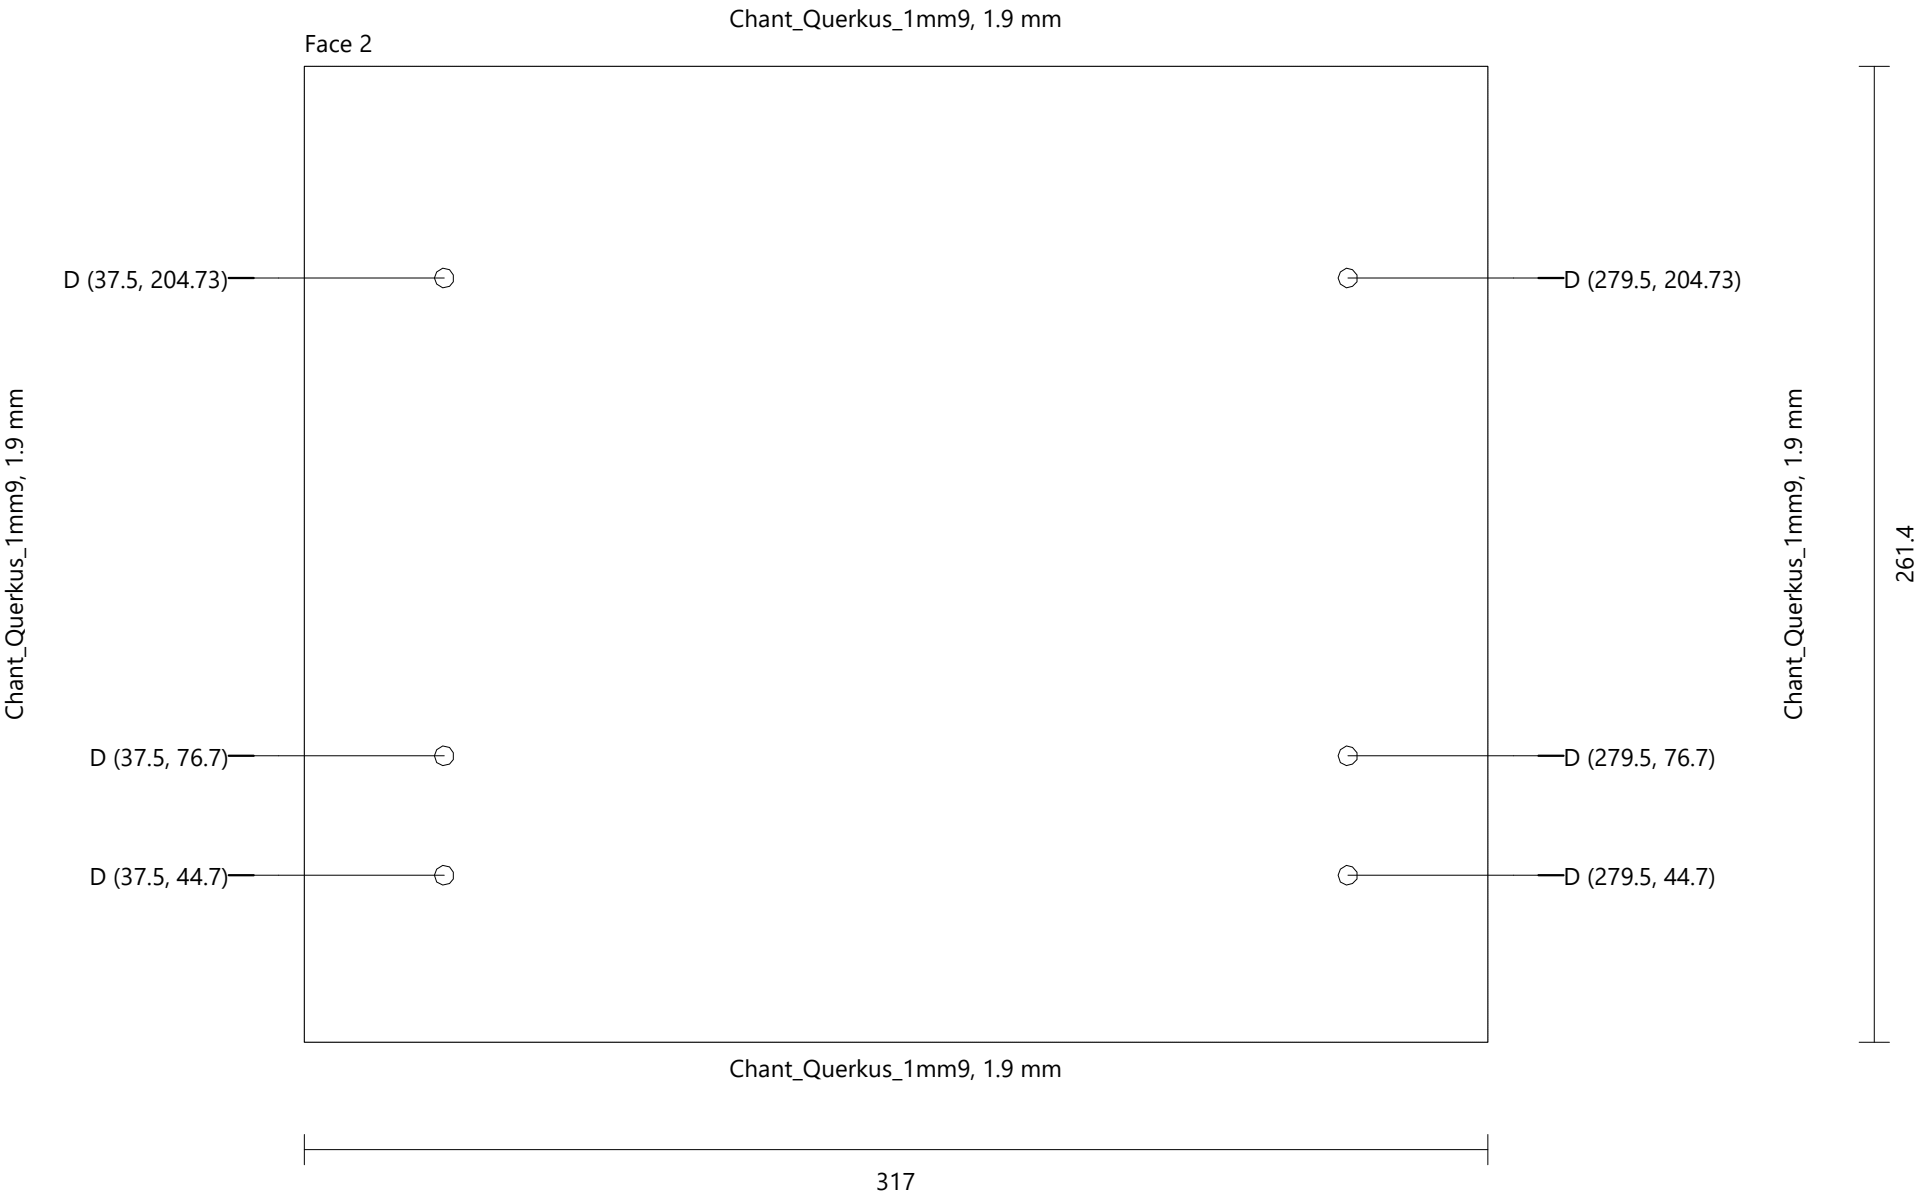 Chant_Querkus_1mm9, 1.9 mm
Face 2
D (37.5, 204.73)
D (279.5, 204.73)
Chant_Querkus_1mm9, 1.9 mm
Chant_Querkus_1mm9, 1.9 mm
261.4
D (37.5, 76.7)
D (279.5, 76.7)
D (37.5, 44.7)
D (279.5, 44.7)
Chant_Querkus_1mm9, 1.9 mm
317